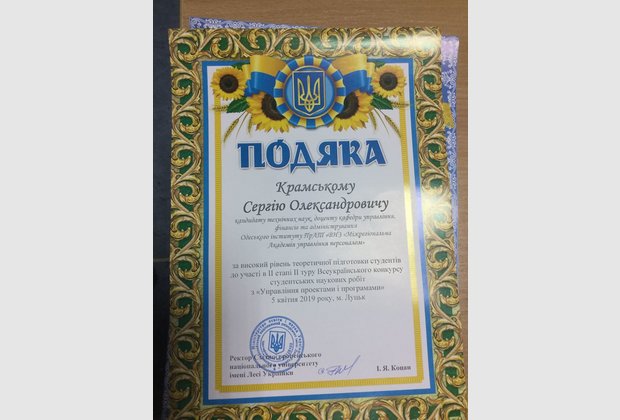 ПОДЯКА
Крамському
Сергію Олександровичу
кандидату технічних наук, доценту кафедри управління,
фінансів та адміністрування
Одеського інституту ПрАТ «ВНЗ «Міжрегіональна
Академія управління персоналом»
за високий рівень теоретичної підготовки студентів
до участі в ІІ етапі ІІ туру Всеукраїнського конкурсу
студентських наукових робіт
з «Управління проектами і програмами»
5 квітня 2019 року, м. Луцьк
Ректор Східноєвропейського
національного університету
імені Лесі Українки
І. Я. Коцан